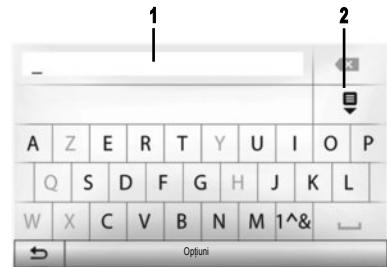 1 2
_
A Z E R T Y U I O P
Q S D F G H J K L
W X C V B N M 1^&
Opțiuni